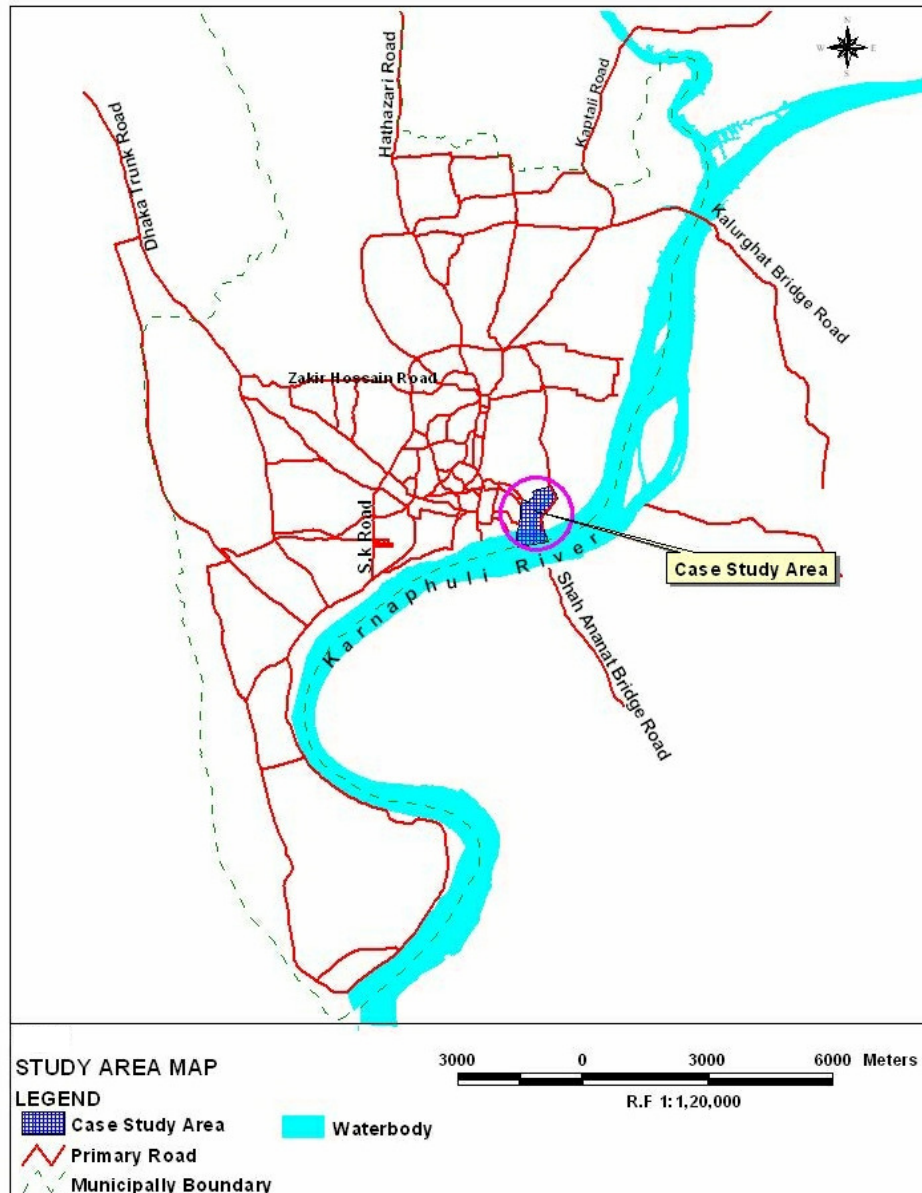 N
W E
S
Hathazari Road
Kaptali Road
Dhaka Trunk Road
Kalurghat Bridge Road
Zakir Hossain Road
S.k Road
Case Study Area
Karnaphuli River
Shah Ananat Bridge Road
STUDY AREA MAP
3000 0 3000 6000 Meters
R.F 1:1,20,000
LEGEND
Case Study Area
Waterbody
Primary Road
Municipally Boundary